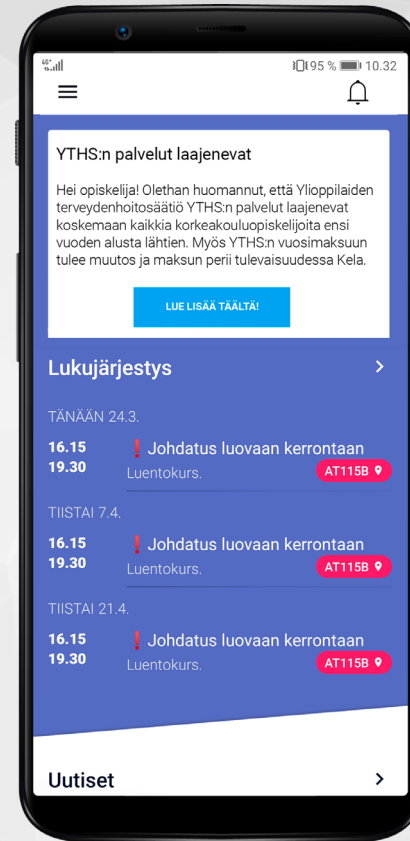 95 % 10.32
YTHS:n palvelut laajenevat
Hei opiskelija! Olethan huomannut, että Ylioppilaiden
terveydenhoitosäätiö YTHS:n palvelut laajenevat
koskemaan kaikkia korkeakouluopiskelijoita ensi
vuoden alusta lähtien. Myös YTHS:n vuosimaksuun
tulee muutos ja maksun perii tulevaisuudessa Kela.
LUE LISÄÄ TÄÄLTÄ!
Lukujärjestys
TÄNÄÄN 24.3.
16.15 ❗ Johdatus luovaan kerrontaan
19.30 Luentokurs. AT115B
TIISTAI 7.4.
16.15 ❗ Johdatus luovaan kerrontaan
19.30 Luentokurs. AT115B
TIISTAI 21.4.
16.15 ❗ Johdatus luovaan kerrontaan
19.30 Luentokurs. AT115B
Uutiset